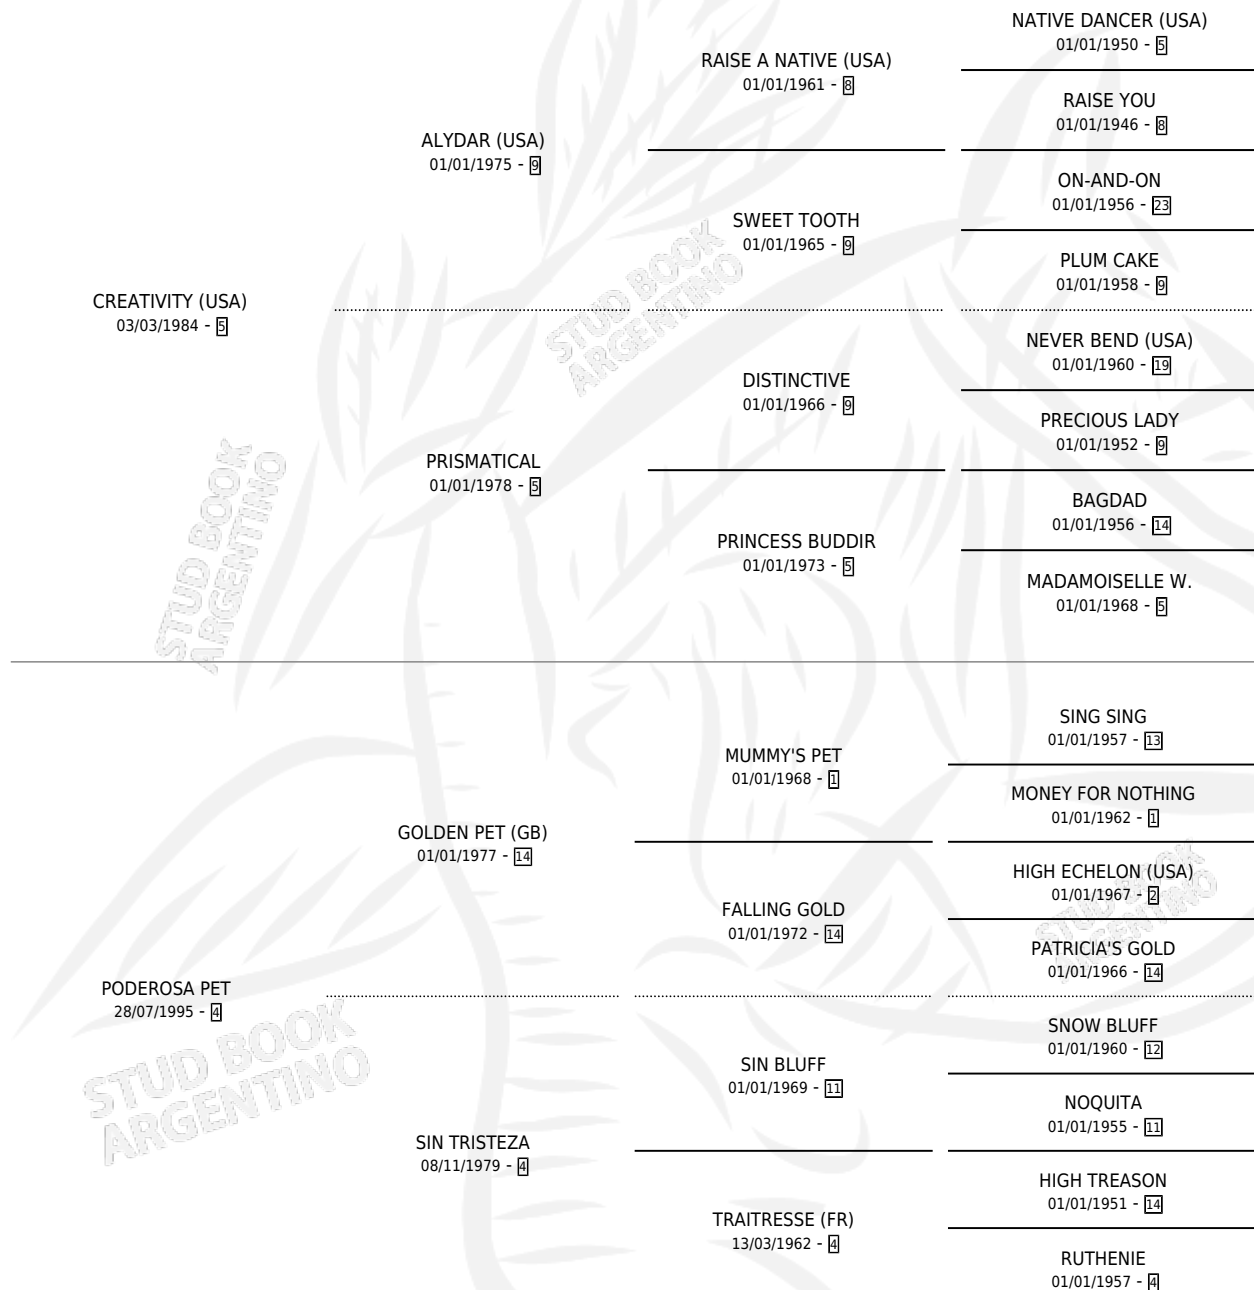 NATIVE DANCER (USA)
01/01/1950 - 5
RAISE A NATIVE (USA)
01/01/1961 - 8
RAISE YOU
01/01/1946 - 8
ALYDAR (USA)
01/01/1975 - 9
ON-AND-ON
01/01/1956 - 23
SWEET TOOTH
01/01/1965 - 9
PLUM CAKE
01/01/1958 - 9
CREATIVITY (USA)
03/03/1984 - 5
NEVER BEND (USA)
01/01/1960 - 19
DISTINCTIVE
01/01/1966 - 9
PRECIOUS LADY
01/01/1952 - 9
PRISMATICAL
01/01/1978 - 5
BAGDAD
01/01/1956 - 14
PRINCESS BUDDIR
01/01/1973 - 5
MADAMOISELLE W.
01/01/1968 - 5
SING SING
01/01/1957 - 13
MUMMY'S PET
01/01/1968 - 1
MONEY FOR NOTHING
01/01/1962 - 1
GOLDEN PET (GB)
01/01/1977 - 14
HIGH ECHELON (USA)
01/01/1967 - 2
FALLING GOLD
01/01/1972 - 14
PATRICIA'S GOLD
01/01/1966 - 14
PODEROSA PET
28/07/1995 - 4
SNOW BLUFF
01/01/1960 - 12
SIN BLUFF
01/01/1969 - 11
NOQUITA
01/01/1955 - 11
SIN TRISTEZA
08/11/1979 - 4
HIGH TREASON
01/01/1951 - 14
TRAITRESSE (FR)
13/03/1962 - 4
RUTHENIE
01/01/1957 - 4
STUD BOOK
ARGENTINO
STUD BOOK
ARGENTINO
STUD BOOK
ARGENTINO
STUD BOOK
ARGENTINO